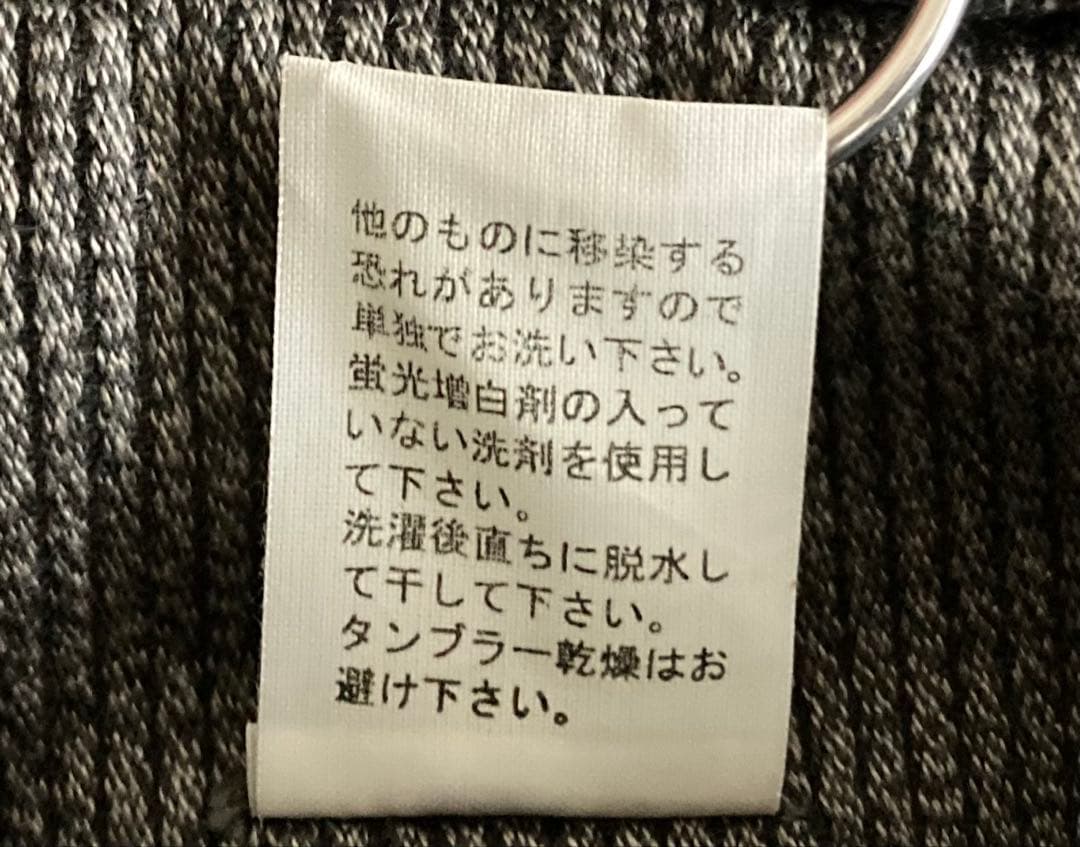 他のものに移染する
恐れがありますので
単独でお洗い下さい。
蛍光増白剤の入って
いない洗剤を使用し
て下さい。
洗濯後直ちに脱水し
て干して下さい。
タンブラー乾燥はお
避け下さい。